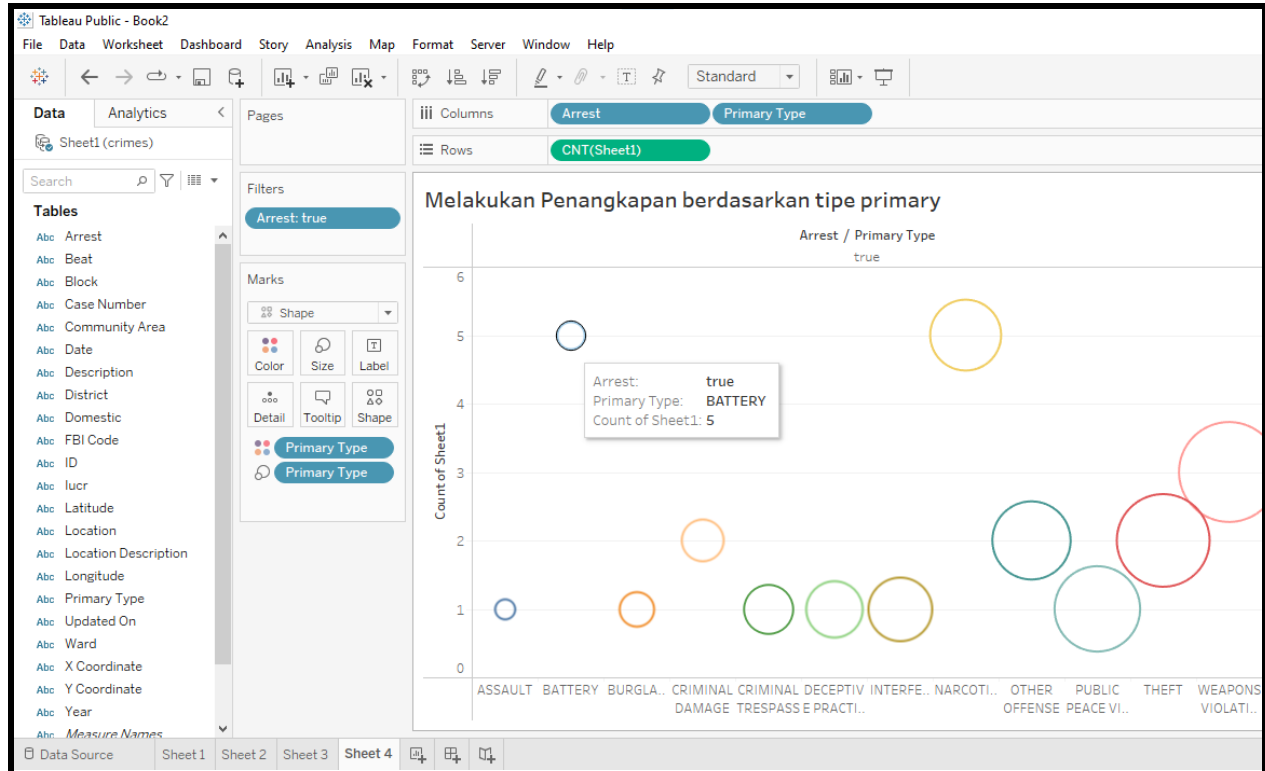 Tableau Public - Book2
File Data Worksheet Dashboard Story Analysis Map Format Server Window Help
Standard
Data Analytics
Sheet1 (crimes)
Search
Tables
Abc Arrest
Abc Beat
Abc Block
Abc Case Number
Abc Community Area
Abc Date
Abc Description
Abc District
Abc Domestic
Abc FBI Code
Abc ID
Abc Iucr
Abc Latitude
Abc Location
Abc Location Description
Abc Longitude
Abc Primary Type
Abc Updated On
Abc Ward
Abc X Coordinate
Abc Y Coordinate
Abc Year
Abc Measure Names
Pages
Filters
Arrest: true
Marks
Shape
Color Size Label
T
Detail Tooltip Shape
Primary Type
Primary Type
iii Columns Arrest Primary Type
Rows CNT(Sheet1)
Melakukan Penangkapan berdasarkan tipe primary
Arrest / Primary Type
true
Count of Sheet1
6
5
4
3
2
1
0
Arrest: true
Primary Type: BATTERY
Count of Sheet1: 5
ASSAULT BATTERY BURGLA.. CRIMINAL CRIMINAL DECEPTIV INTERFE.. NARCOTI.. OTHER PUBLIC THEFT WEAPONS
DAMAGE TRESPASS E PRACTI.. OFFENSE PEACE VI.. VIOLATI..
Data Source Sheet 1 Sheet 2 Sheet 3 Sheet 4